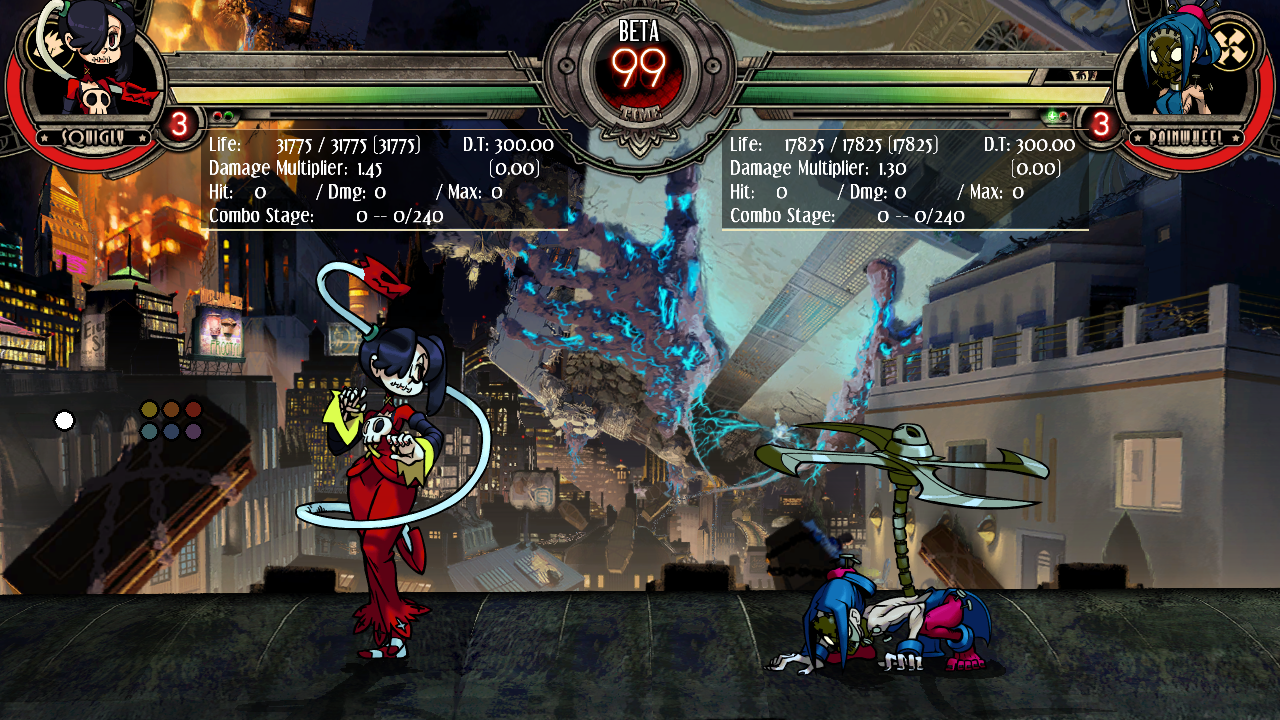 BETA
99
TIME
SQUIGLY
3
3
PAINWHEEL
Life: 31775 / 31775 (31775) D.T: 300.00
Damage Multiplier: 1.45 (0.00)
Hit: 0 / Dmg: 0 / Max: 0
Combo Stage: 0 -- 0/240
Life: 17825 / 17825 (17825) D.T: 300.00
Damage Multiplier: 1.30 (0.00)
Hit: 0 / Dmg: 0 / Max: 0
Combo Stage: 0 -- 0/240